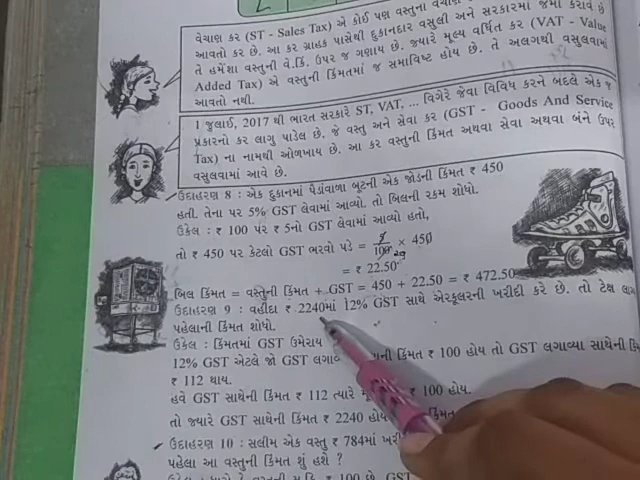 વેચાણ કર (ST - Sales Tax) એ કોઈ પણ વસ્તુના વેચાણ
આવતો કર છે. આ કર ગ્રાહક પાસેથી દુકાનદાર વસૂલી અને સરકારમાં જમા કરાવે છે
તે હંમેશા વસ્તુની વે.કિં. ઉપર જ ગણાય છે. જ્યારે મૂલ્ય વર્ધિત કર (VAT - Value
Added Tax) એ વસ્તુની કિંમતમાં જ સમાવિષ્ટ હોય છે. તે અલગથી વસૂલવામાં
આવતો નથી.
1 જુલાઈ, 2017 થી ભારત સરકારે ST, VAT, ... વિગેરે જેવા વિવિધ કરને બદલે એક જ
પ્રકારનો કર લાગુ પાડેલ છે. જે વસ્તુ અને સેવા કર (GST - Goods And Service
Tax) ના નામથી ઓળખાય છે. આ કર વસ્તુની કિંમત અથવા સેવા અથવા બંને ઉપર
વસૂલવામાં આવે છે.
ઉદાહરણ 8 : એક દુકાનમાં પૈડાંવાળા બૂટની એક જોડની કિંમત ₹ 450
હતી. તેના પર 5% GST લેવામાં આવ્યો. તો બિલની રકમ શોધો.
ઉકેલ : ₹ 100 પર ₹ 5નો GST લેવામાં આવ્યો હતો,
તો ₹ 450 પર કેટલો GST ભરવો પડે = 5/100 × 450
20
= ₹ 22.50
બિલ કિંમત = વસ્તુની કિંમત + GST = 450 + 22.50 = ₹ 472.50
ઉદાહરણ 9 : વહીદા ₹ 2240માં 12% GST સાથે એરકૂલરની ખરીદી કરે છે. તો ટેક્ષ
પહેલાની કિંમત શોધો.
ઉકેલ : કિંમતમાં GST ઉમેરાય
12% GST એટલે જો GST કિંમત ₹ 100 હોય તો GST લગાવ્યા સાથેની
₹ 112 થાય.
હવે GST સાથેની કિંમત ₹ 112 ત્યારે ₹ 100 હોય.
તો જ્યારે GST સાથેની કિંમત ₹ 2240
ઉદાહરણ 10 : સલીમ એક વસ્તુ ₹ 784માં
પહેલા આ વસ્તુની કિંમત શું હશે ?